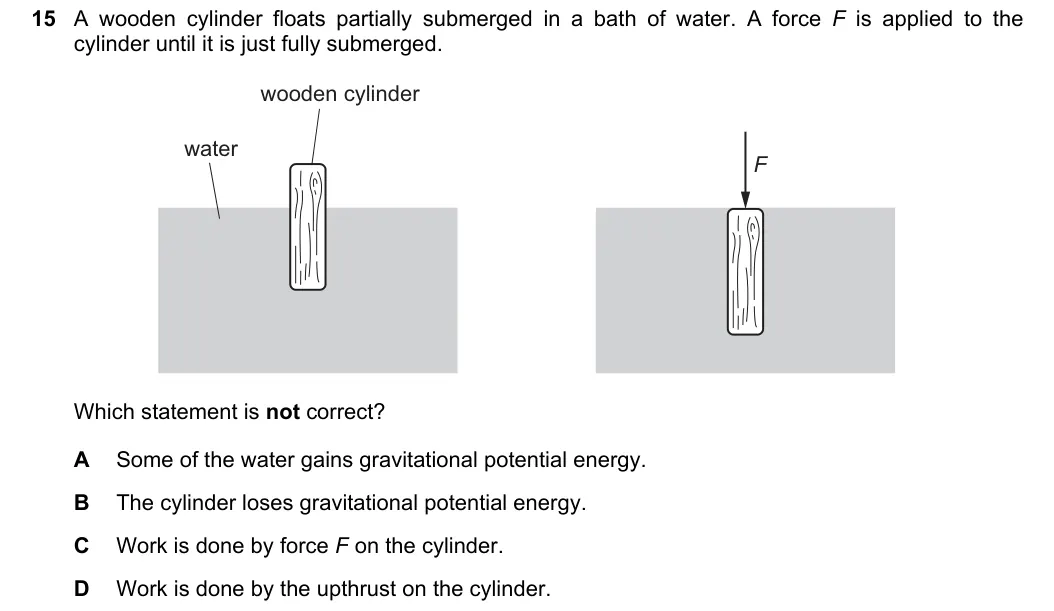 15 A wooden cylinder floats partially submerged in a bath of water. A force F is applied to the
cylinder until it is just fully submerged.
wooden cylinder
water
F
Which statement is not correct?
A Some of the water gains gravitational potential energy.
B The cylinder loses gravitational potential energy.
C Work is done by force F on the cylinder.
D Work is done by the upthrust on the cylinder.